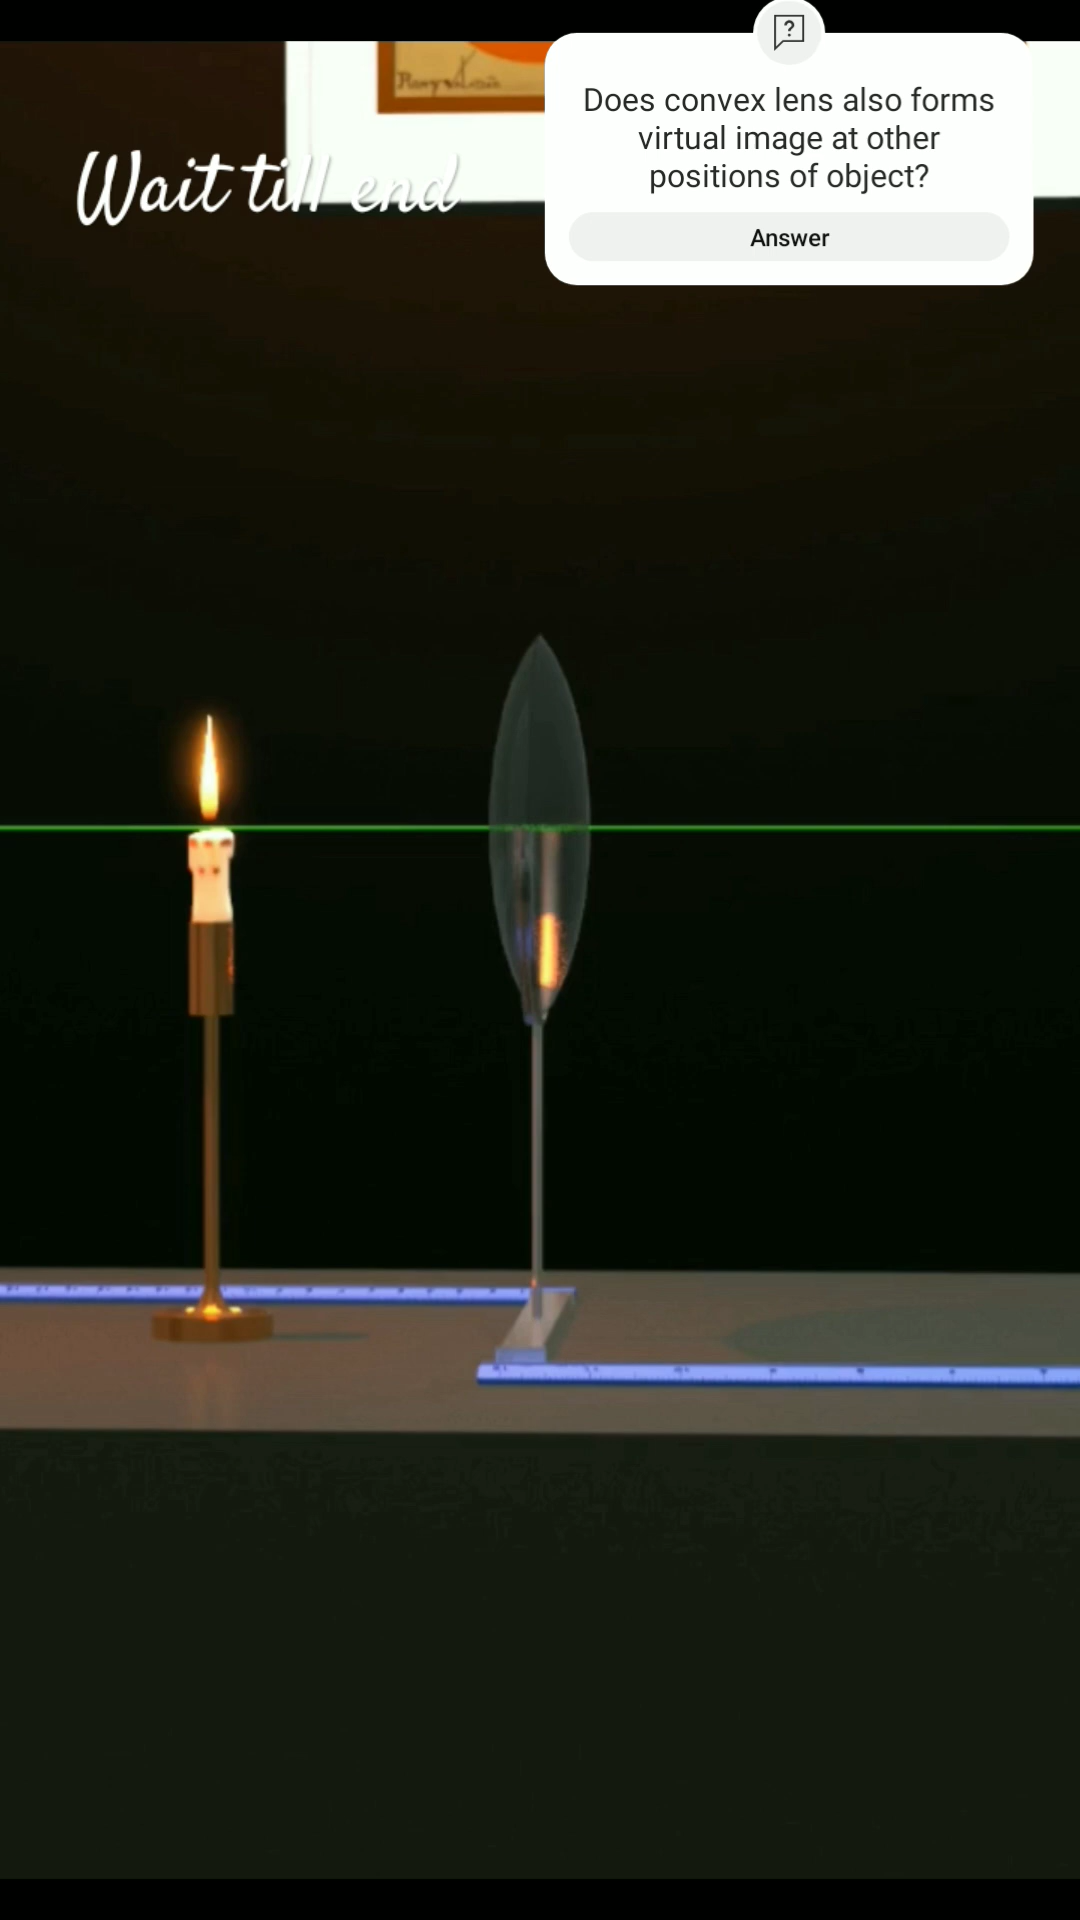 Does convex lens also forms
virtual image at other
positions of object?
Answer
Wait till end